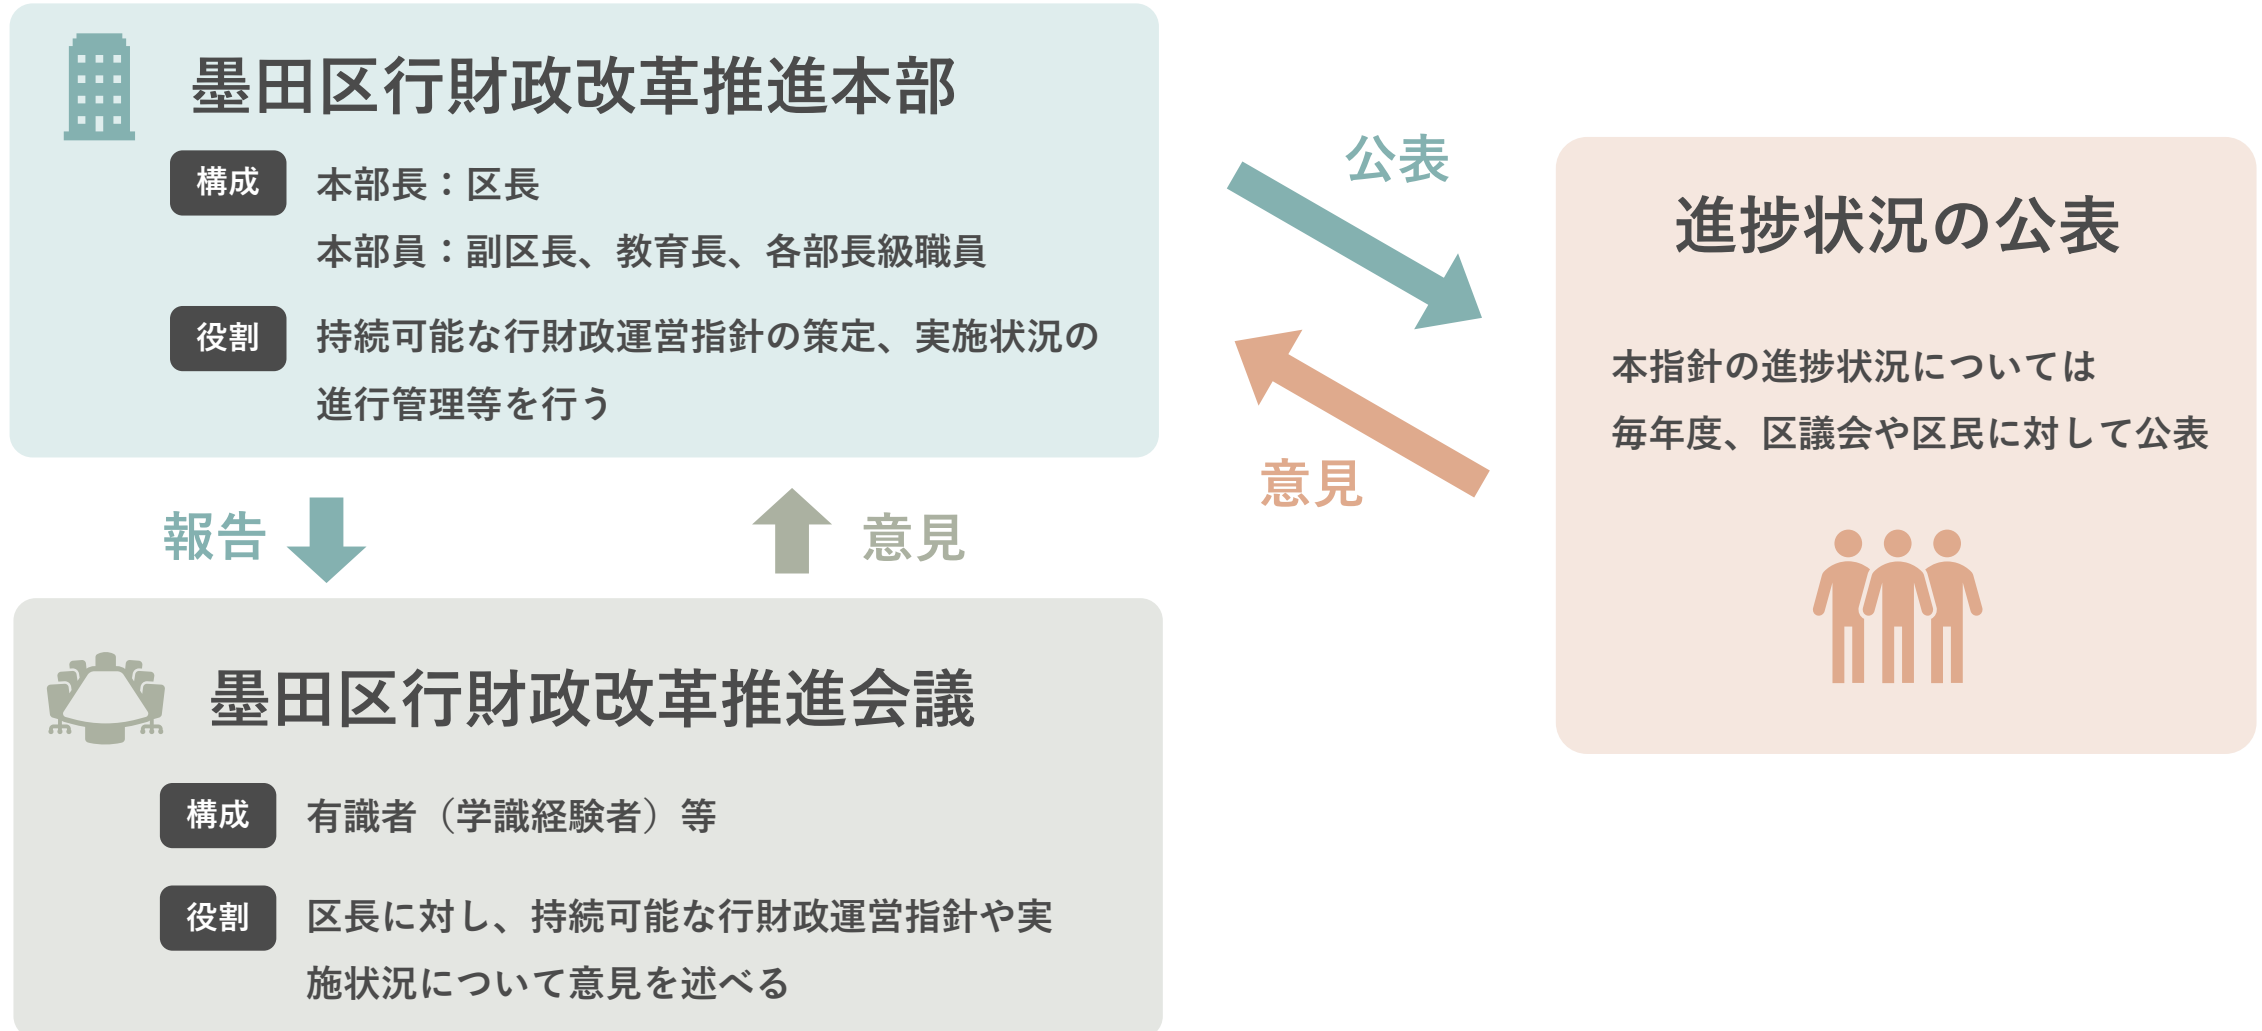 墨田区行財政改革推進本部
構成
本部長：区長
本部員：副区長、教育長、各部長級職員
役割
持続可能な行財政運営指針の策定、実施状況の
進行管理等を行う
公表
意見
進捗状況の公表
本指針の進捗状況については
毎年度、区議会や区民に対して公表
報告
意見
墨田区行財政改革推進会議
構成
有識者（学識経験者）等
役割
区長に対し、持続可能な行財政運営指針や実
施状況について意見を述べる